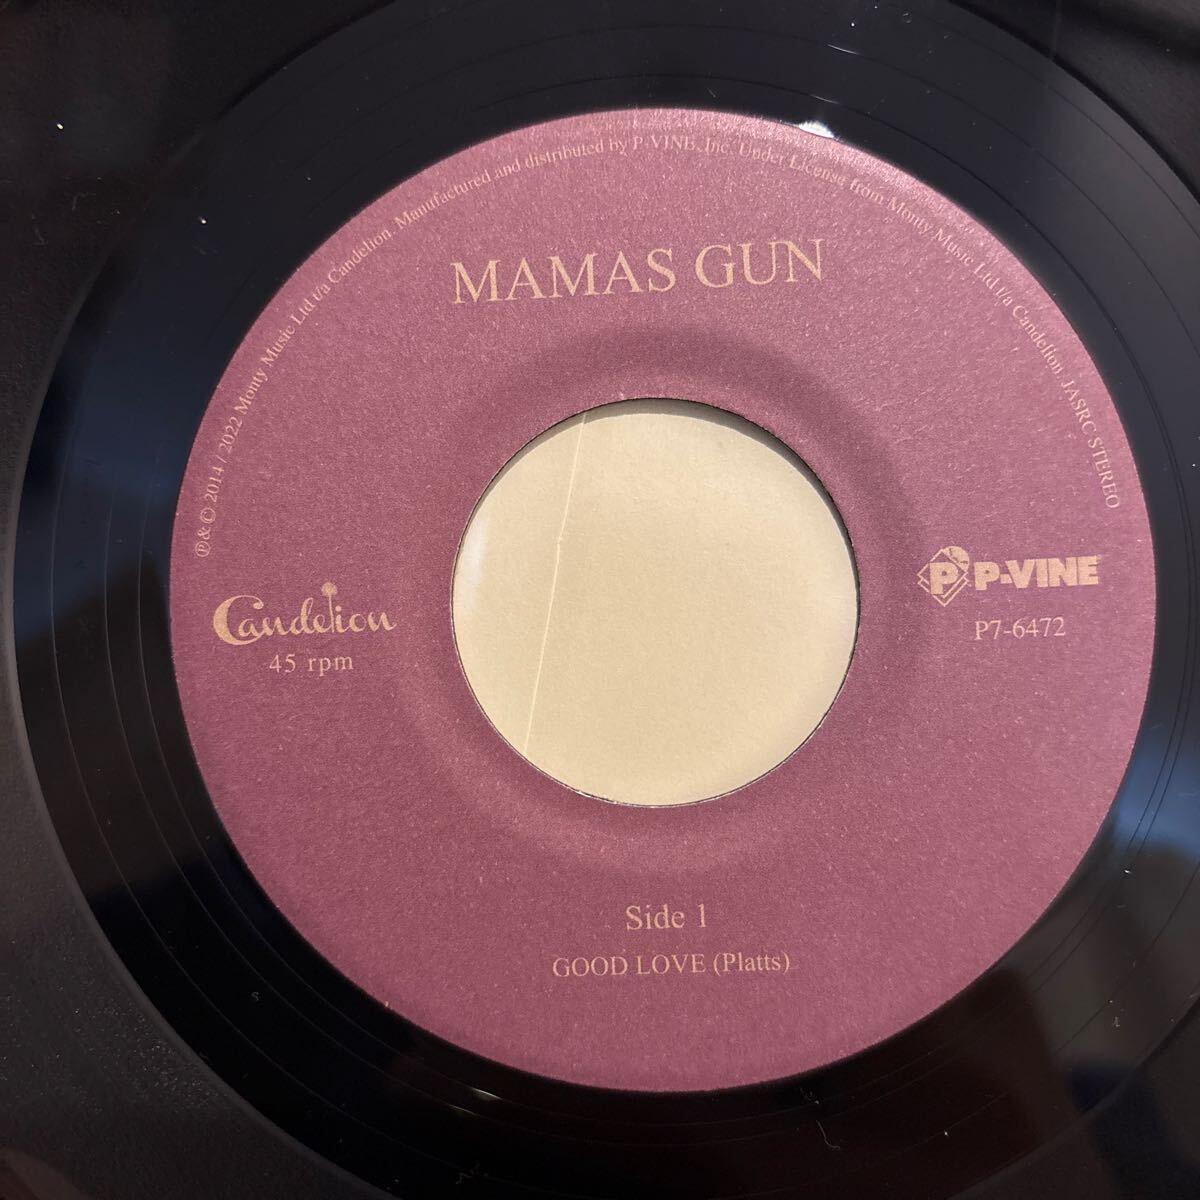 ℗&© 2014 / 2022 Monty Music Ltd t/a Candelion Manufactured and distributed by P-VINE, Inc. Under License from Monty Music Ltd t/a Candelion JASRC STEREO
MAMAS GUN
Candelion
45 rpm
P P-VINE
P7-6472
Side 1
GOOD LOVE (Platts)